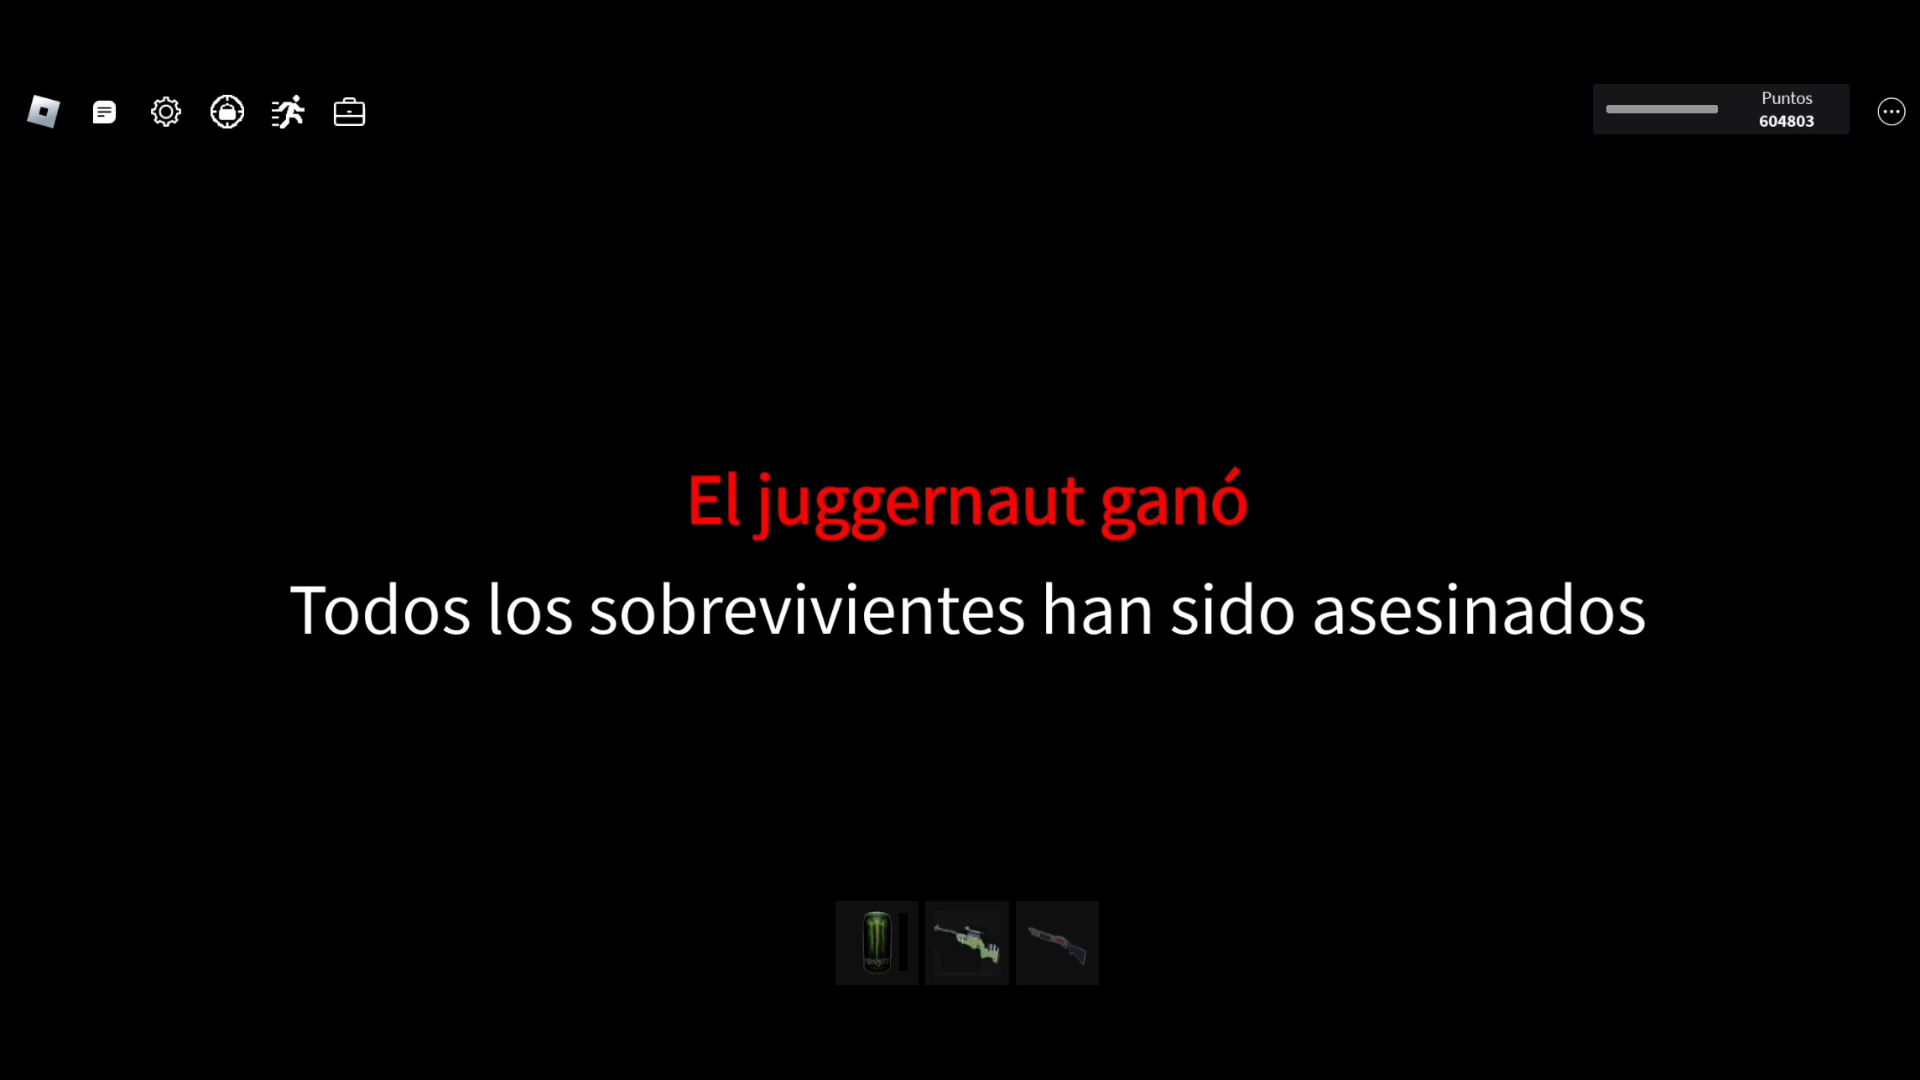 Puntos
604803
El juggernaut ganó
Todos los sobrevivientes han sido asesinados